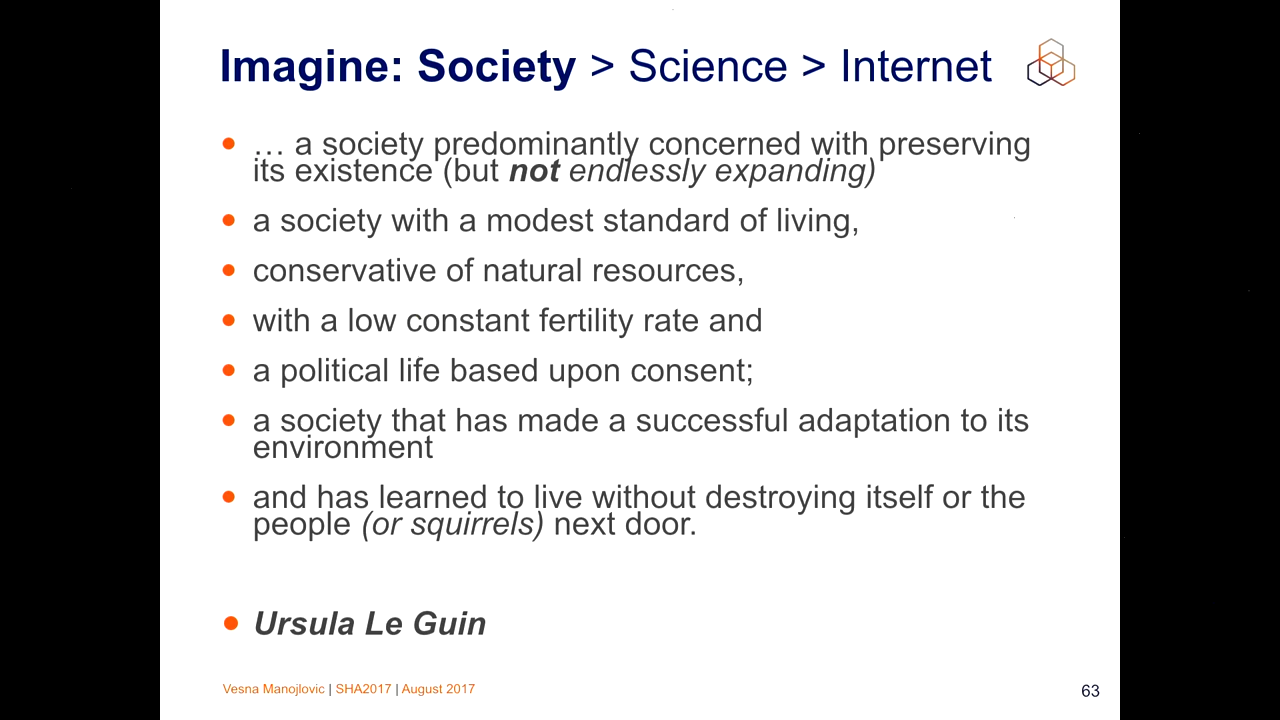 Imagine: Society > Science > Internet
• … a society predominantly concerned with preserving
its existence (but not endlessly expanding)
• a society with a modest standard of living,
• conservative of natural resources,
• with a low constant fertility rate and
• a political life based upon consent;
• a society that has made a successful adaptation to its
environment
• and has learned to live without destroying itself or the
people (or squirrels) next door.
• Ursula Le Guin
Vesna Manojlovic | SHA2017 | August 2017
63